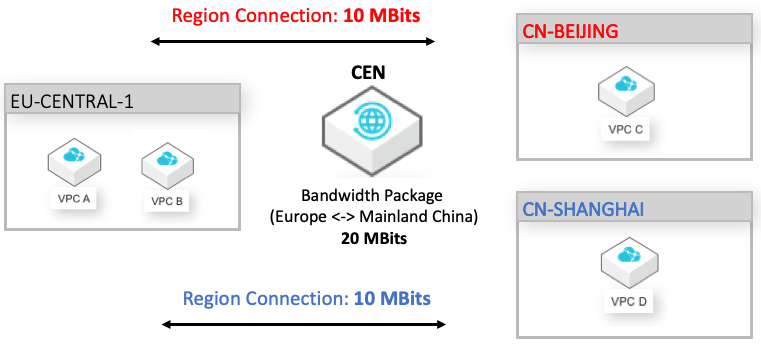 Region Connection: 10 MBits
CN-BEIJING
VPC C
CEN
EU-CENTRAL-1
VPC A
VPC B
Bandwidth Package
(Europe <-> Mainland China)
20 MBits
CN-SHANGHAI
VPC D
Region Connection: 10 MBits